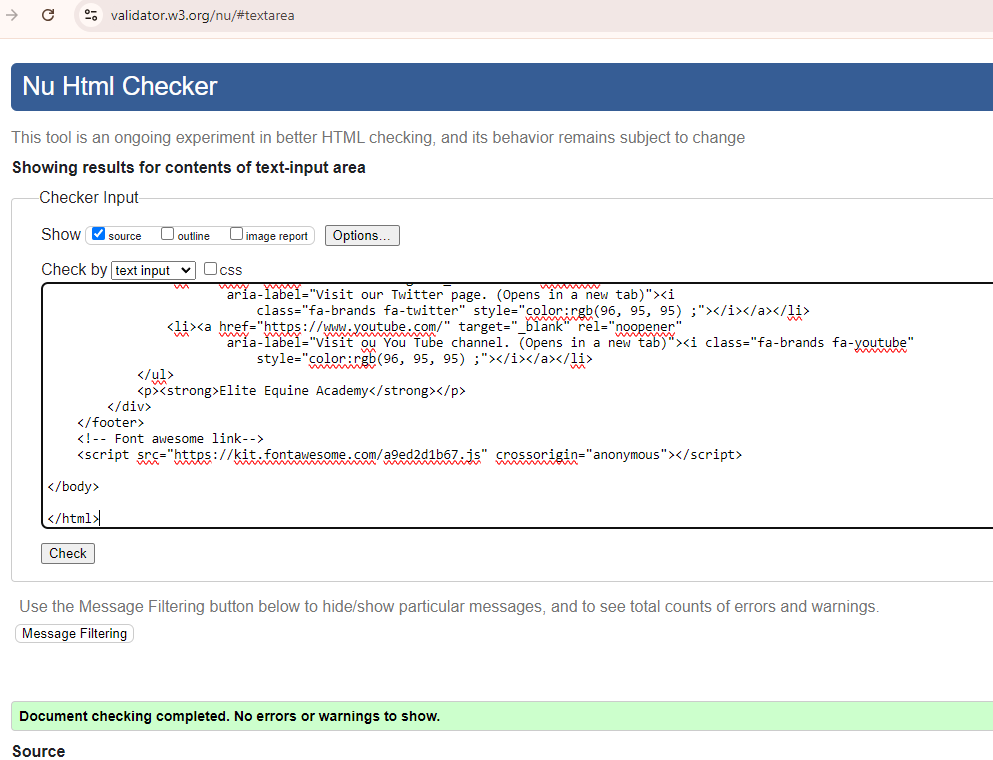 validator.w3.org/nu/#textarea
Nu Html Checker
This tool is an ongoing experiment in better HTML checking, and its behavior remains subject to change
Showing results for contents of text-input area
Checker Input
Show source outline image report Options...
Check by text input css
aria-label="Visit our Twitter page. (Opens in a new tab)"><i
class="fa-brands fa-twitter" style="color:rgb(96, 95, 95) ;"></i></a></li>
<li><a href="https://www.youtube.com/" target="_blank" rel="noopener"
aria-label="Visit ou You Tube channel. (Opens in a new tab)"><i class="fa-brands fa-youtube"
style="color:rgb(96, 95, 95) ;"></i></a></li>
</ul>
<p><strong>Elite Equine Academy</strong></p>
</div>
</footer>
<!-- Font awesome link-->
<script src="https://kit.fontawesome.com/a9ed2d1b67.js" crossorigin="anonymous"></script>
</body>
</html>
Check
Use the Message Filtering button below to hide/show particular messages, and to see total counts of errors and warnings.
Message Filtering
Document checking completed. No errors or warnings to show.
Source